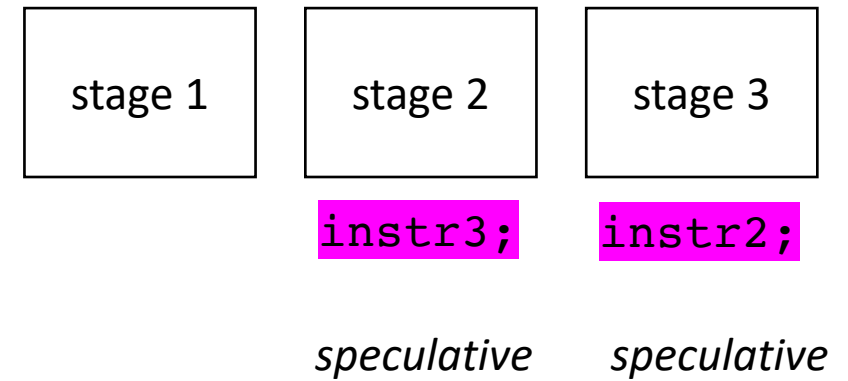 stage 1 stage 2 stage 3
instr3; instr2;
speculative speculative